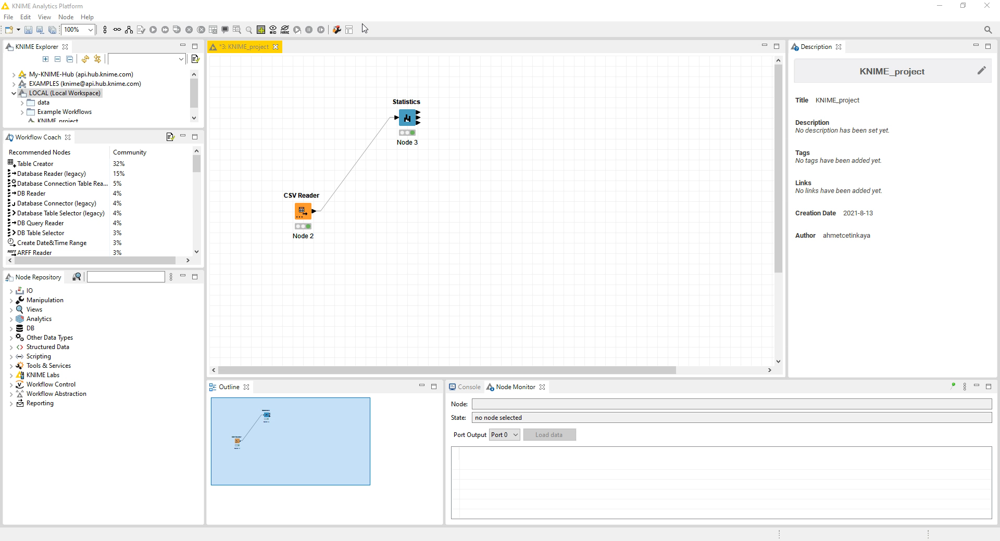 KNIME Analytics Platform
File Edit View Node Help
100%
KNIME Explorer
My-KNIME-Hub (api.hub.knime.com)
EXAMPLES (knime@api.hub.knime.com)
LOCAL (Local Workspace)
data
Example Workflows
KNIME_project
Workflow Coach
Recommended Nodes Community
Table Creator 32%
Database Reader (legacy) 15%
Database Connection Table Rea... 5%
DB Reader 4%
Database Connector (legacy) 4%
Database Table Selector (legacy) 4%
DB Query Reader 4%
DB Table Selector 3%
Create Date&Time Range 3%
ARFF Reader 3%
Node Repository
IO
Manipulation
Views
Analytics
DB
Other Data Types
Structured Data
Scripting
Tools & Services
KNIME Labs
Workflow Control
Workflow Abstraction
Reporting
*3: KNIME_project
Statistics
Node 3
CSV Reader
Node 2
Outline
Console Node Monitor
Node:
State: no node selected
Port Output Port 0 Load data
Description
KNIME_project
Title KNIME_project
Description
No description has been set yet.
Tags
No tags have been added yet.
Links
No links have been added yet.
Creation Date 2021-8-13
Author ahmetcetinkaya